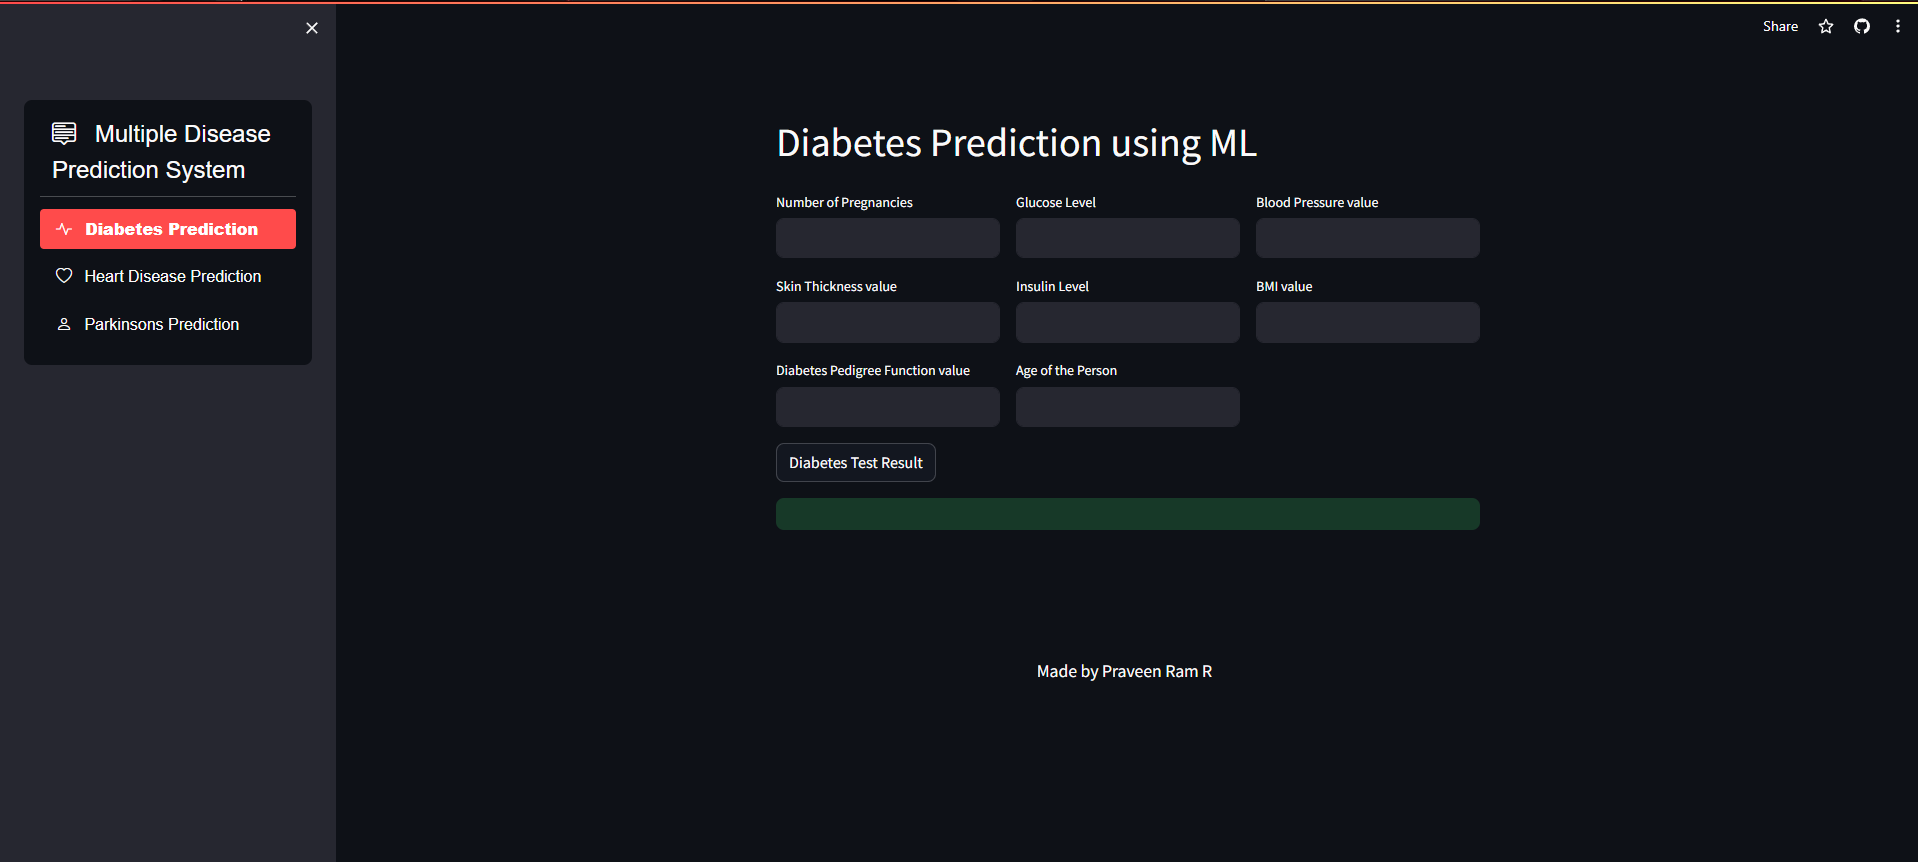 Share
Multiple Disease
Prediction System
Diabetes Prediction
Heart Disease Prediction
Parkinsons Prediction
Diabetes Prediction using ML
Number of Pregnancies
Glucose Level
Blood Pressure value
Skin Thickness value
Insulin Level
BMI value
Diabetes Pedigree Function value
Age of the Person
Diabetes Test Result
Made by Praveen Ram R